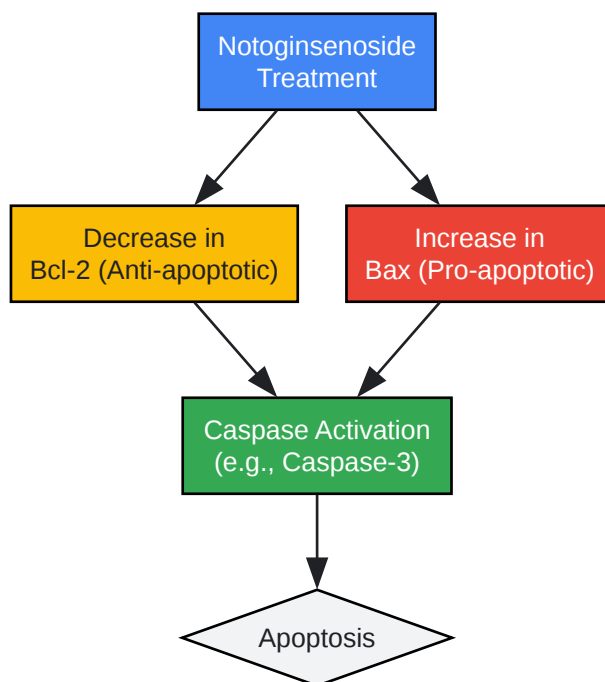 Notoginsenoside
Treatment
Decrease in
Bcl-2 (Anti-apoptotic)
Increase in
Bax (Pro-apoptotic)
Caspase Activation
(e.g., Caspase-3)
Apoptosis